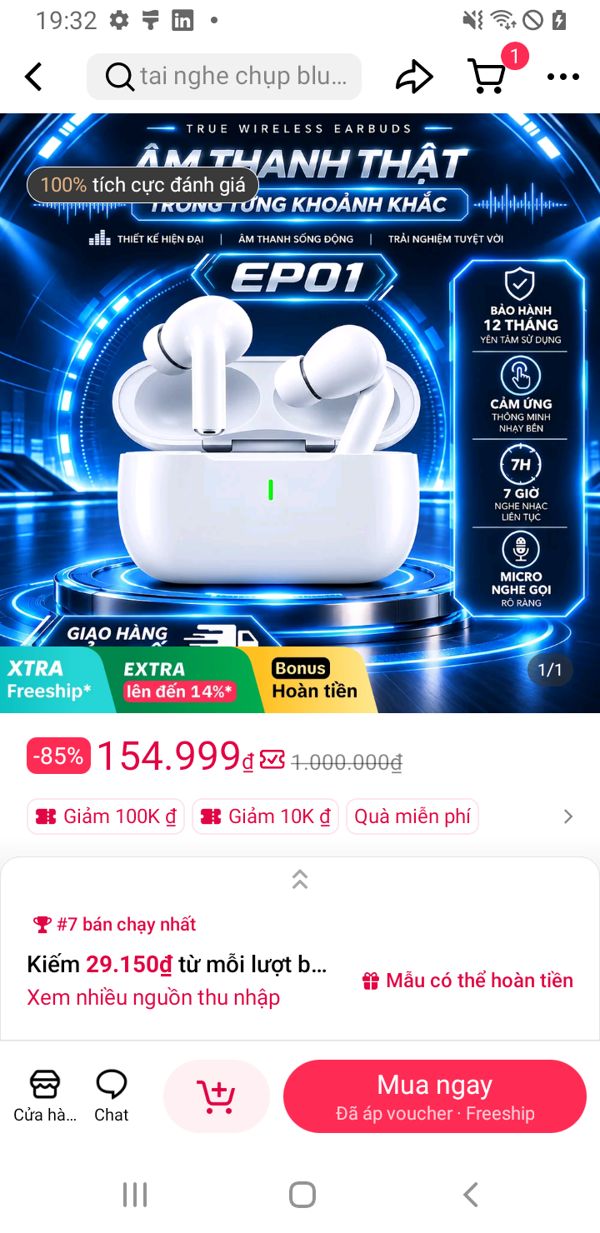 19:32
tai nghe chụp blu...
1
TRUE WIRELESS EARBUDS
ÂM THANH THẬT
100% tích cực đánh giá
TRONG TỪNG KHOẢNH KHẮC
THIẾT KẾ HIỆN ĐẠI | ÂM THANH SỐNG ĐỘNG | TRẢI NGHIỆM TUYỆT VỜI
EP01
BẢO HÀNH
12 THÁNG
YÊN TÂM SỬ DỤNG
CẢM ỨNG
THÔNG MINH
NHẠY BÉN
7H
7 GIỜ
NGHE NHẠC
LIÊN TỤC
MICRO
NGHE GỌI
RÕ RÀNG
GIAO HÀNG
XTRA
Freeship*
EXTRA
lên đến 14%*
Bonus
Hoàn tiền
1/1
-85% 154.999₫ 1.000.000₫
Giảm 100K ₫ Giảm 10K ₫ Quà miễn phí
#7 bán chạy nhất
Kiếm 29.150₫ từ mỗi lượt b...
Xem nhiều nguồn thu nhập
Mẫu có thể hoàn tiền
Cửa hà...
Chat
Mua ngay
Đã áp voucher · Freeship